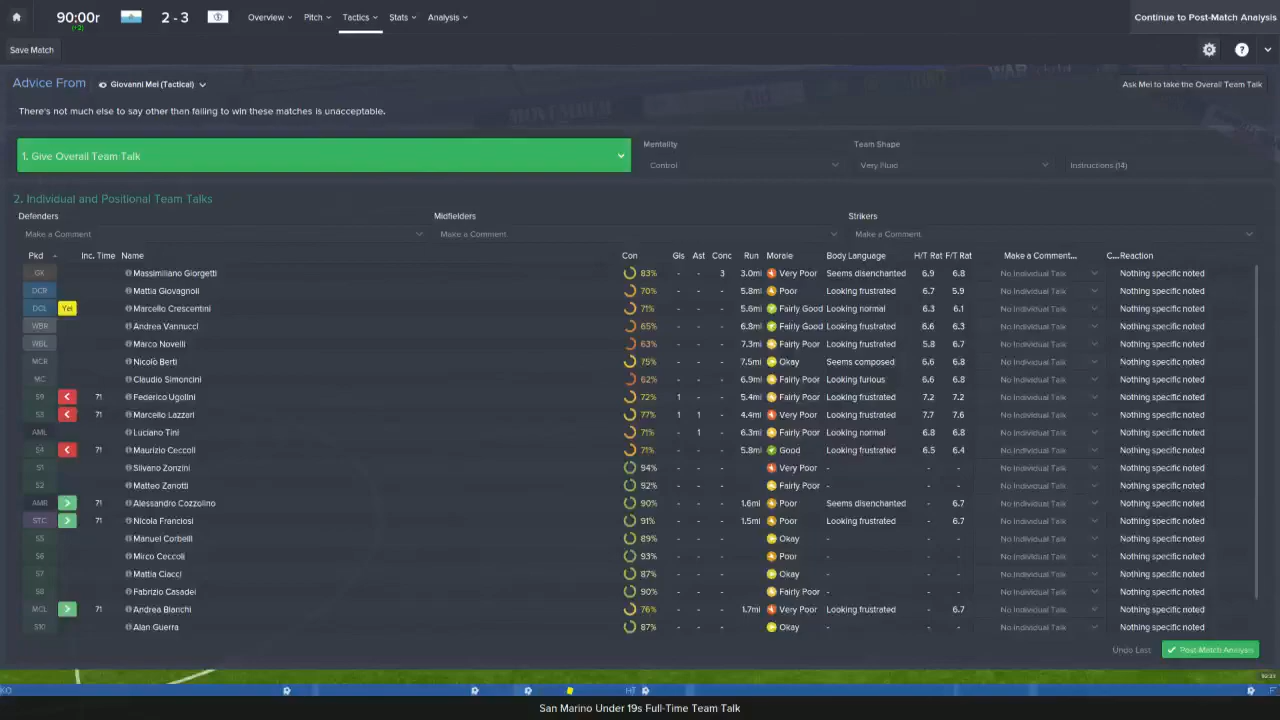 90:00r 2 - 3 Overview Pitch Tactics Stats Analysis Continue to Post-Match Analysis
(+2)
Save Match
Advice From Giovanni Mei (Tactical) Ask Mei to take the Overall Team Talk
There's not much else to say other than failing to win these matches is unacceptable.
1. Give Overall Team Talk
Mentality Team Shape
Control Very Fluid Instructions (14)
2. Individual and Positional Team Talks
Defenders Midfielders Strikers
Make a Comment Make a Comment Make a Comment
Pkd Inc. Time Name Con Gls Ast Conc Run Morale Body Language H/T Rat F/T Rat Make a Comment... C... Reaction
GK Massimiliano Giorgetti 83% - - 3 3.0mi Very Poor Seems disenchanted 6.9 6.8 No Individual Talk Nothing specific noted
DCR Mattia Giovagnoli 70% - - - 5.8mi Poor Looking frustrated 6.7 5.9 No Individual Talk Nothing specific noted
DCL Yel Marcello Crescentini 71% - - - 5.6mi Fairly Good Looking normal 6.3 6.1 No Individual Talk Nothing specific noted
WBR Andrea Vannucci 65% - - - 6.8mi Fairly Good Looking frustrated 6.6 6.3 No Individual Talk Nothing specific noted
WBL Marco Novelli 63% - - - 7.3mi Fairly Poor Looking frustrated 5.8 6.7 No Individual Talk Nothing specific noted
MCR Nicolò Berti 75% - - - 7.5mi Okay Seems composed 6.6 6.8 No Individual Talk Nothing specific noted
MC Claudio Simoncini 62% - - - 6.9mi Fairly Poor Looking furious 6.6 6.8 No Individual Talk Nothing specific noted
S9 71 Federico Ugolini 72% 1 - - 5.4mi Fairly Poor Looking frustrated 7.2 7.2 No Individual Talk Nothing specific noted
S3 71 Marcello Lazzari 77% 1 1 - 4.4mi Very Poor Looking frustrated 7.7 7.6 No Individual Talk Nothing specific noted
AML Luciano Tini 71% - 1 - 6.3mi Fairly Poor Looking normal 6.8 6.8 No Individual Talk Nothing specific noted
S4 71 Maurizio Ceccoli 71% - - - 5.8mi Good Looking frustrated 6.5 6.4 No Individual Talk Nothing specific noted
S1 Silvano Zonzini 94% - - - Very Poor - - - No Individual Talk Nothing specific noted
S2 Matteo Zanotti 92% - - - Fairly Poor - - - No Individual Talk Nothing specific noted
AMR 71 Alessandro Cozzolino 90% - - - 1.6mi Poor Seems disenchanted - 6.7 No Individual Talk Nothing specific noted
STC 71 Nicola Franciosi 91% - - - 1.5mi Poor Looking frustrated - 6.7 No Individual Talk Nothing specific noted
S5 Manuel Corbelli 89% - - - Okay - - - No Individual Talk Nothing specific noted
S6 Mirco Ceccoli 93% - - - Poor - - - No Individual Talk Nothing specific noted
S7 Mattia Ciacci 87% - - - Okay - - - No Individual Talk Nothing specific noted
S8 Fabrizio Casadei 90% - - - Fairly Poor - - - No Individual Talk Nothing specific noted
MCL 71 Andrea Bianchi 76% - - - 1.7mi Very Poor Looking frustrated - 6.7 No Individual Talk Nothing specific noted
S10 Alan Guerra 87% - - - Okay - - - No Individual Talk Nothing specific noted
Undo Last Post-Match Analysis
KO HT F
San Marino Under 19s Full-Time Team Talk